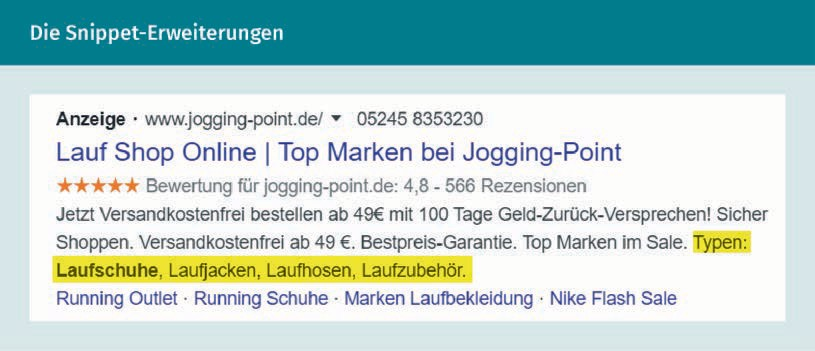 Die Snippet-Erweiterungen
Anzeige · www.jogging-point.de/ ▼ 05245 8353230
Lauf Shop Online | Top Marken bei Jogging-Point
★★★★★ Bewertung für jogging-point.de: 4,8 - 566 Rezensionen
Jetzt Versandkostenfrei bestellen ab 49€ mit 100 Tage Geld-Zurück-Versprechen! Sicher
Shoppen. Versandkostenfrei ab 49 €. Bestpreis-Garantie. Top Marken im Sale. Typen:
Laufschuhe, Laufjacken, Laufhosen, Laufzubehör.
Running Outlet · Running Schuhe · Marken Laufbekleidung · Nike Flash Sale